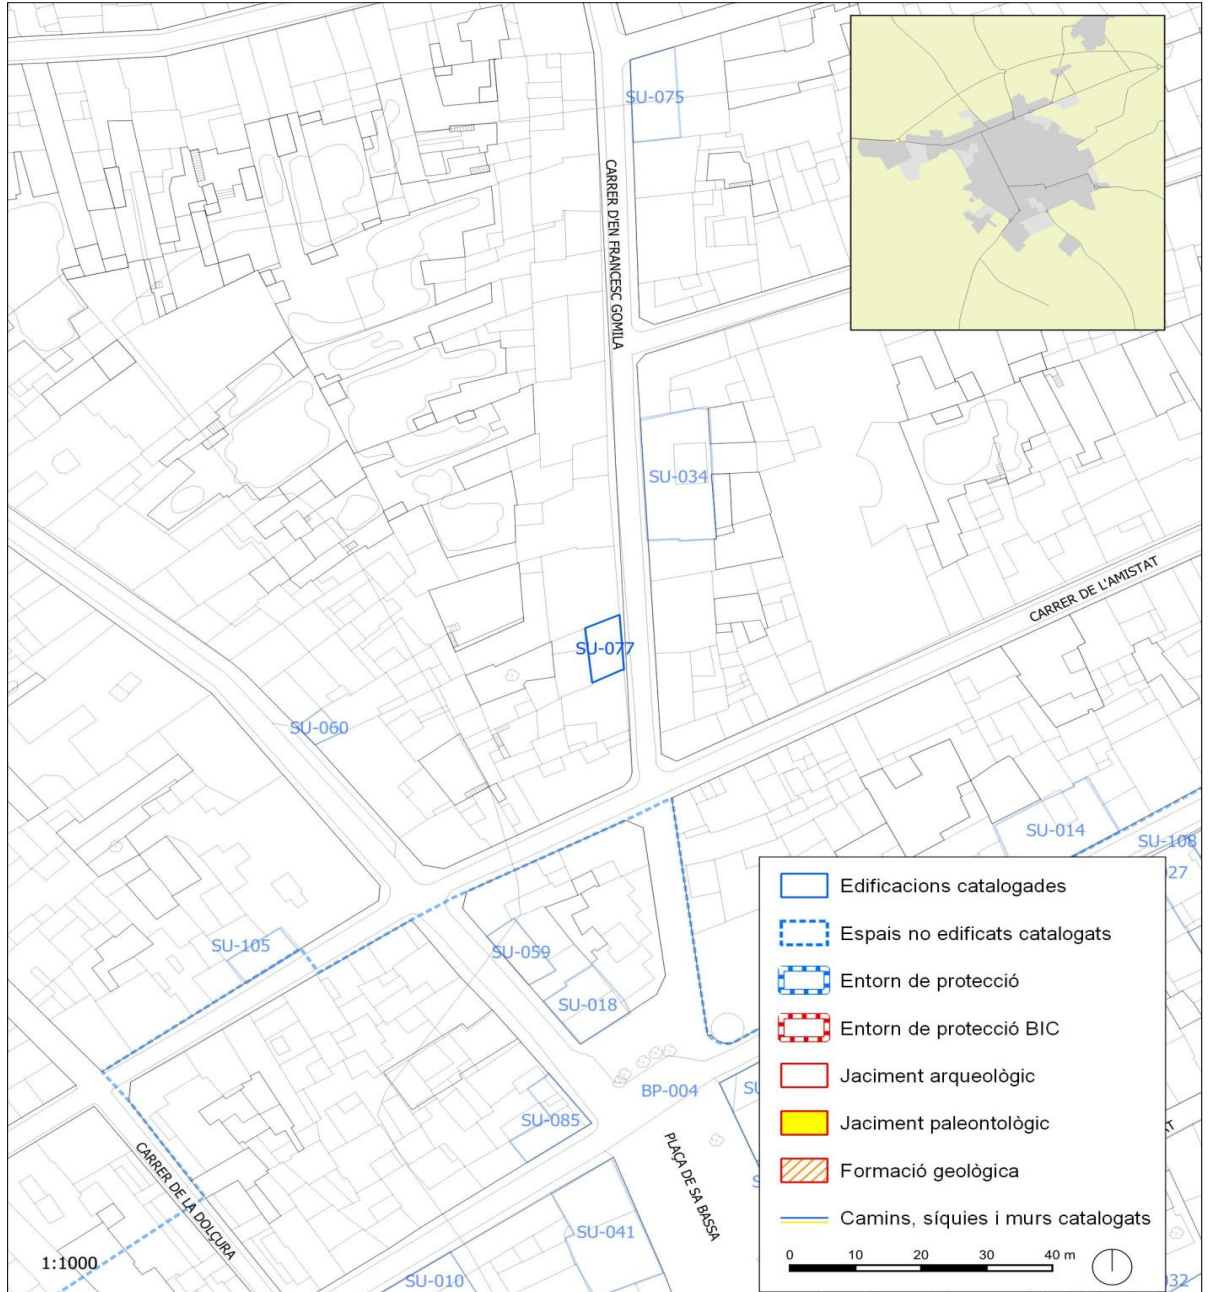 SU-075
CARRER D'EN FRANCESC GOMILA
SU-034
CARRER DE L'AMISTAT
SU-077
SU-060
SU-014
SU-108
SU-105
SU-059
SU-018
BP-004
SU-085
PLAÇA DE SA BASSA
CARRER DE LA DOLÇURA
SU-041
SU-010
1:1000
Edificacions catalogades
Espais no edificats catalogats
Entorn de protecció
Entorn de protecció BIC
Jaciment arqueològic
Jaciment paleontològic
Formació geològica
Camins, síquies i murs catalogats
0 10 20 30 40 m